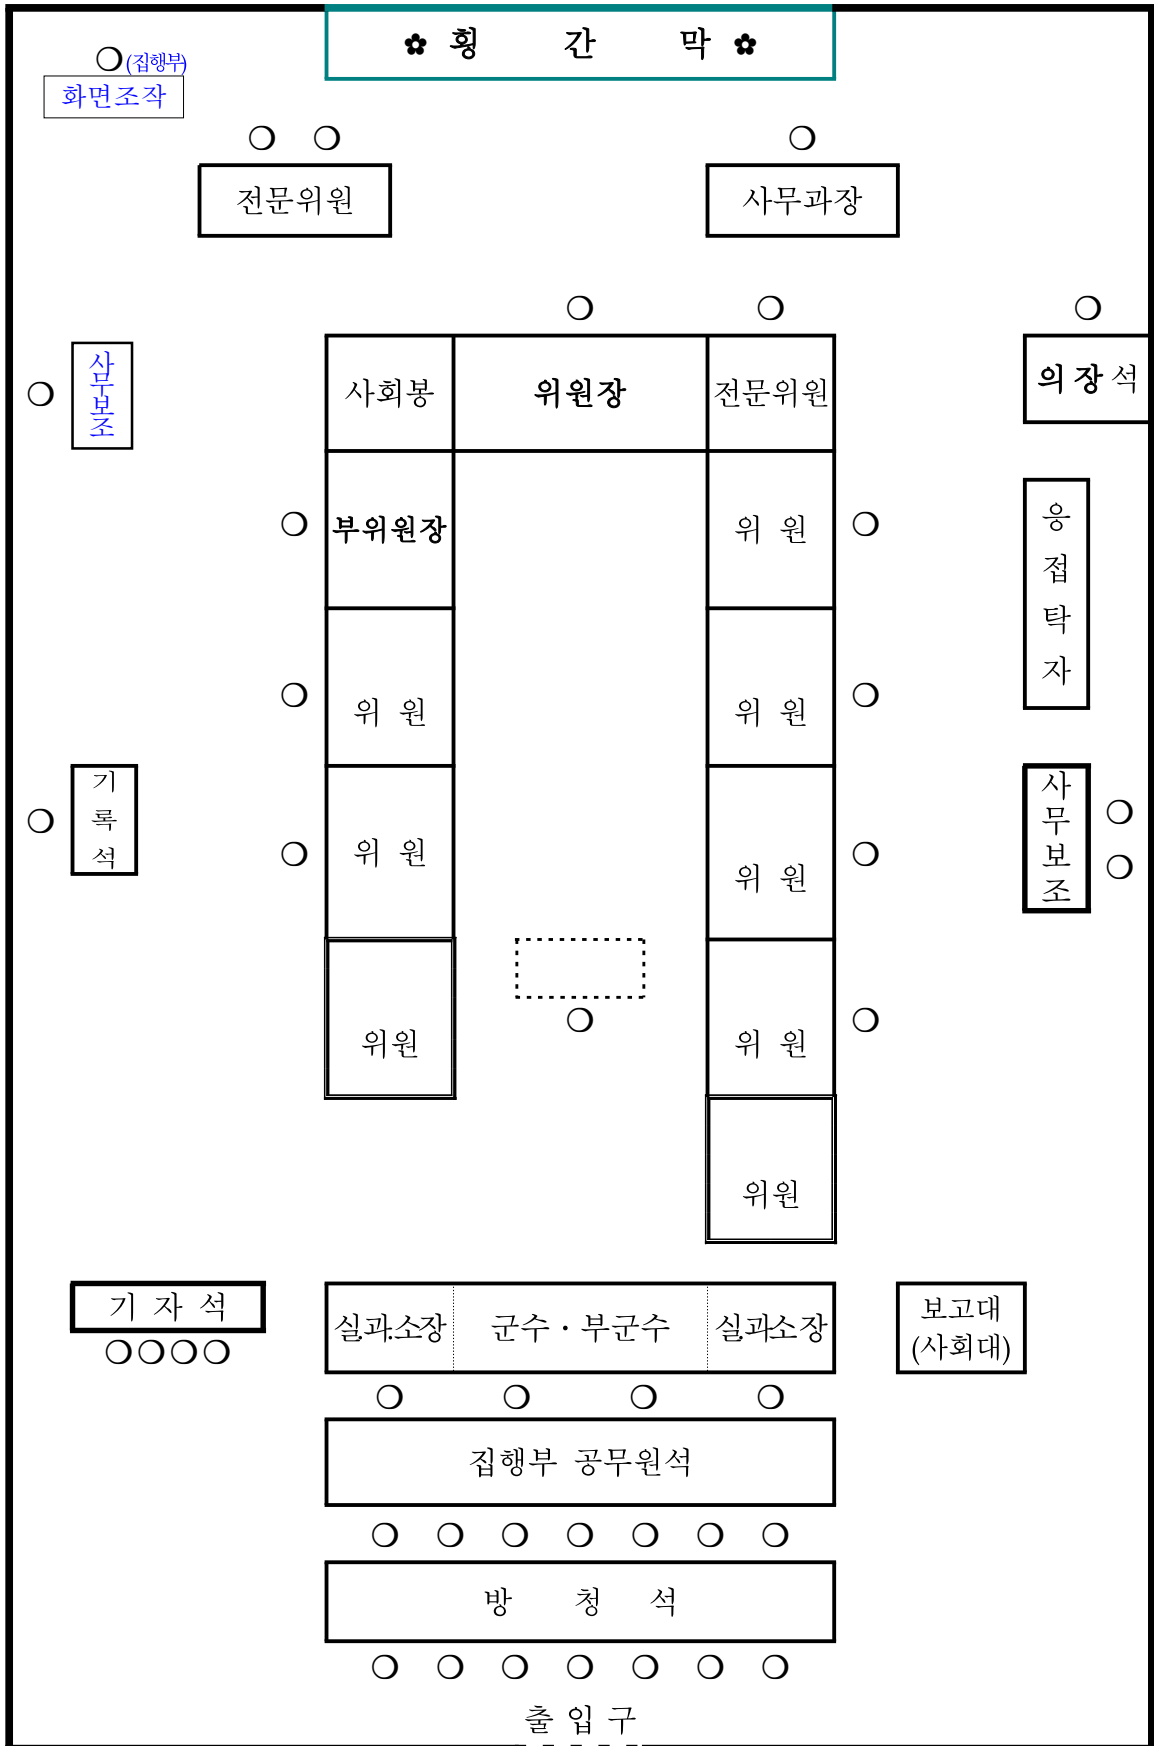 ✿ 횡 간 막 ✿
❍(집행부)
화면조작
❍ ❍ ❍
전문위원 사무과장
❍ ❍ ❍
❍ 사무보조 사회봉 위원장 전문위원 의 장 석
❍ 부위원장 위 원 ❍ 응접탁자
❍ 위 원 위 원 ❍
❍ 기록석 ❍ 위 원 위 원 ❍ 사무보조 ❍ ❍
위원 ❍ 위 원 ❍
위원
기 자 석 실.과.소장 군수 · 부군수 실.과소장 보고대
❍❍❍❍ (사회대)
❍ ❍ ❍ ❍
집행부 공무원석
❍ ❍ ❍ ❍ ❍ ❍ ❍
방 청 석
❍ ❍ ❍ ❍ ❍ ❍ ❍
출 입 구